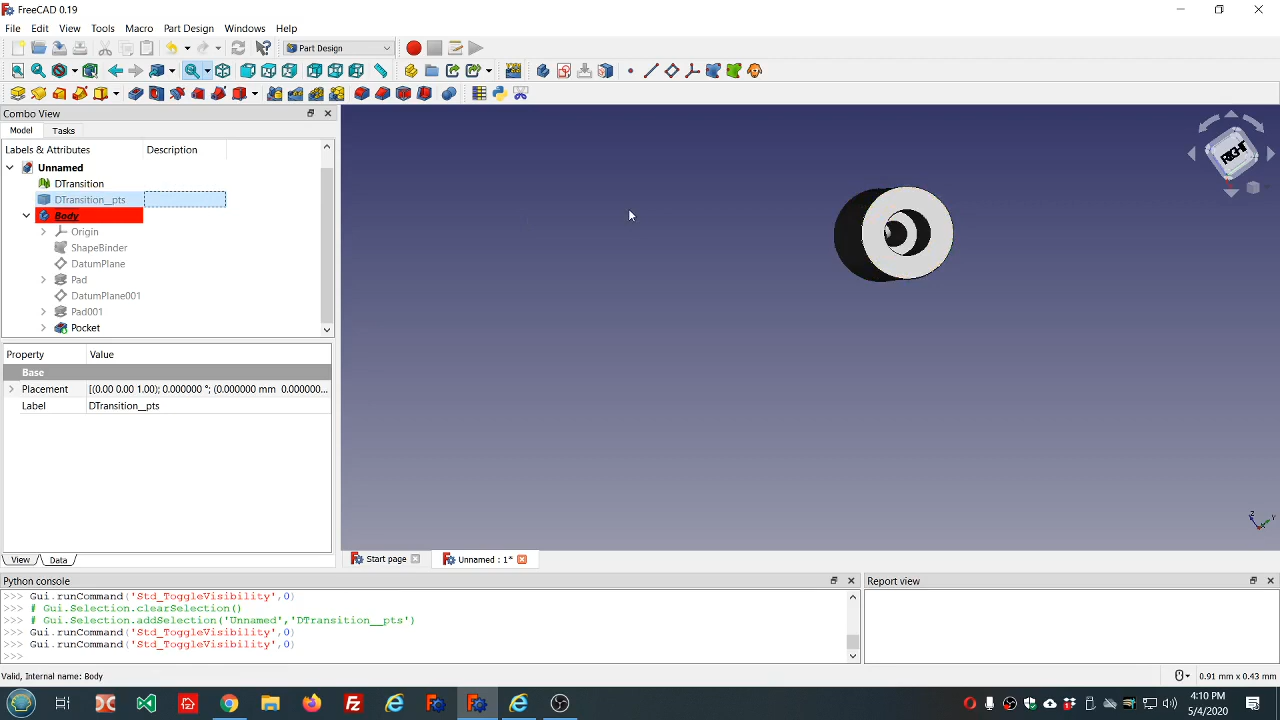 FreeCAD 0.19
File Edit View Tools Macro Part Design Windows Help
Part Design
Combo View
Model Tasks
Labels & Attributes Description
Unnamed
DTransition
DTransition__pts
Body
Origin
ShapeBinder
DatumPlane
Pad
DatumPlane001
Pad001
Pocket
Property Value
Base
Placement [(0.00 0.00 1.00); 0.000000 °; (0.000000 mm 0.000000...
Label DTransition__pts
View Data
RIGHT
Z Y
Start page Unnamed : 1*
Python console
>>> Gui.runCommand('Std_ToggleVisibility',0)
>>> # Gui.Selection.clearSelection()
>>> # Gui.Selection.addSelection('Unnamed','DTransition__pts')
>>> Gui.runCommand('Std_ToggleVisibility',0)
>>> Gui.runCommand('Std_ToggleVisibility',0)
>>>
Report view
Valid, Internal name: Body
0.91 mm x 0.43 mm
4:10 PM
5/4/2020